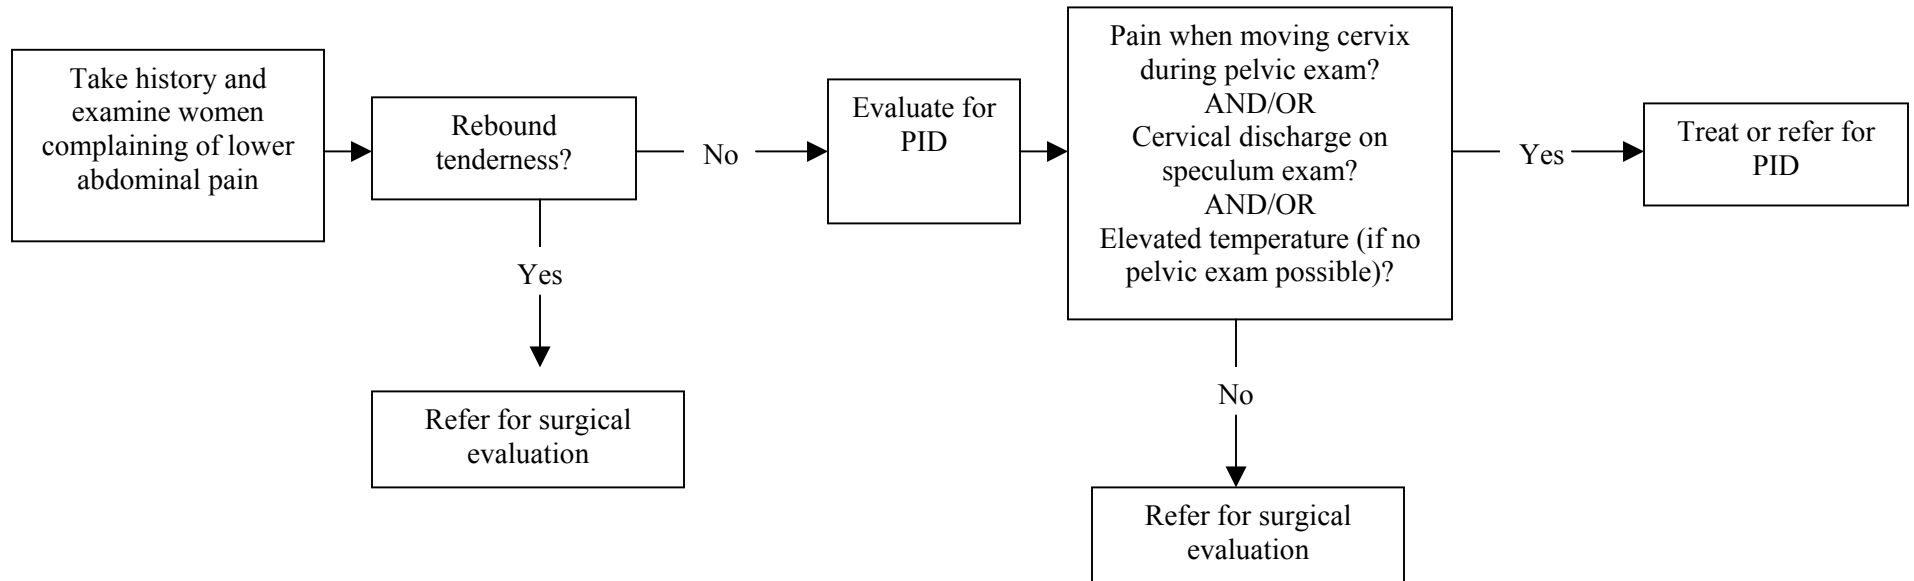 Take history and
examine women
complaining of lower
abdominal pain
Rebound
tenderness?
No
Yes
Refer for surgical
evaluation
Evaluate for
PID
Pain when moving cervix
during pelvic exam?
AND/OR
Cervical discharge on
speculum exam?
AND/OR
Elevated temperature (if no
pelvic exam possible)?
Yes
Treat or refer for
PID
No
Refer for surgical
evaluation